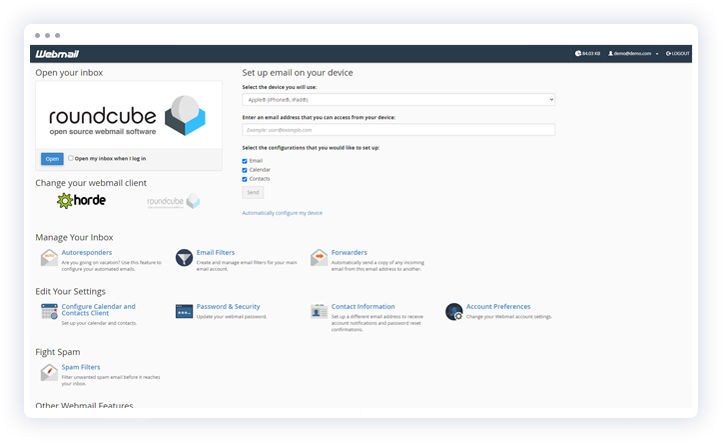 Webmail
84.03 KB
demo@demo.com
LOGOUT
Open your inbox
roundcube
open source webmail software
Open
Open my inbox when I log in
Change your webmail client
horde
roundcube
open source webmail software
Set up email on your device
Select the device you will use:
Apple® (iPhone®, iPad®)
Enter an email address that you can access from your device:
Example: user@example.com
Select the configurations that you would like to set up:
Email
Calendar
Contacts
Send
Automatically configure my device
Manage Your Inbox
Autoresponders
Are you going on vacation? Use this feature to
configure your automated emails.
Email Filters
Create and manage email filters for your main
email account.
Forwarders
Automatically send a copy of any incoming
email from this email address to another.
Edit Your Settings
Configure Calendar and
Contacts Client
Set up your calendar and contacts.
Password & Security
Update your webmail password.
Contact Information
Set up a different email address to receive
account notifications and password reset
confirmations.
Account Preferences
Change your Webmail account settings.
Fight Spam
Spam Filters
Filter unwanted spam email before it reaches
your inbox.
Other Webmail Features